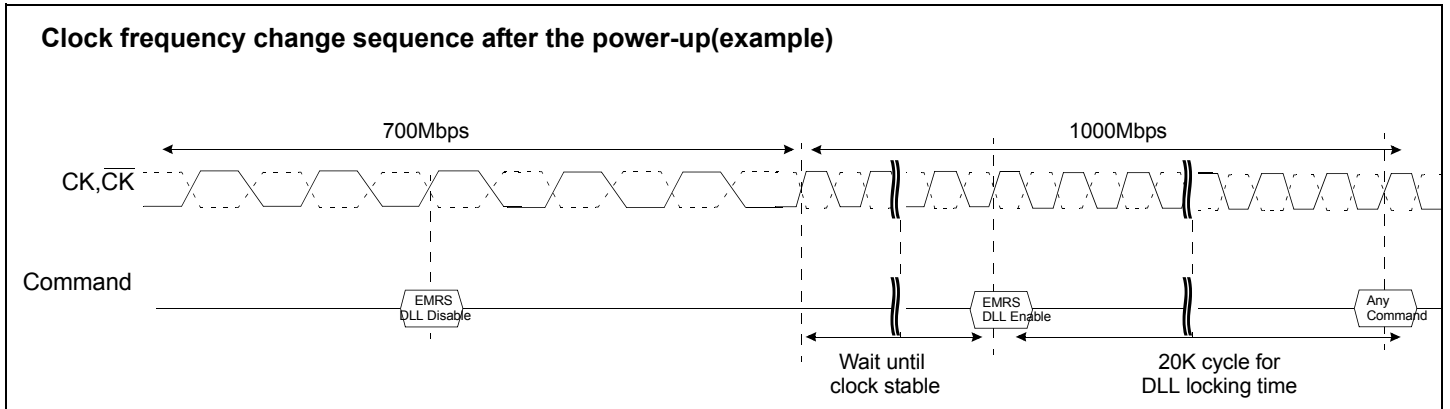 Clock frequency change sequence after the power-up(example)
700Mbps
1000Mbps
CK,C̅K̅
Command
EMRS
DLL Disable
EMRS
DLL Enable
Any
Command
Wait until
clock stable
20K cycle for
DLL locking time